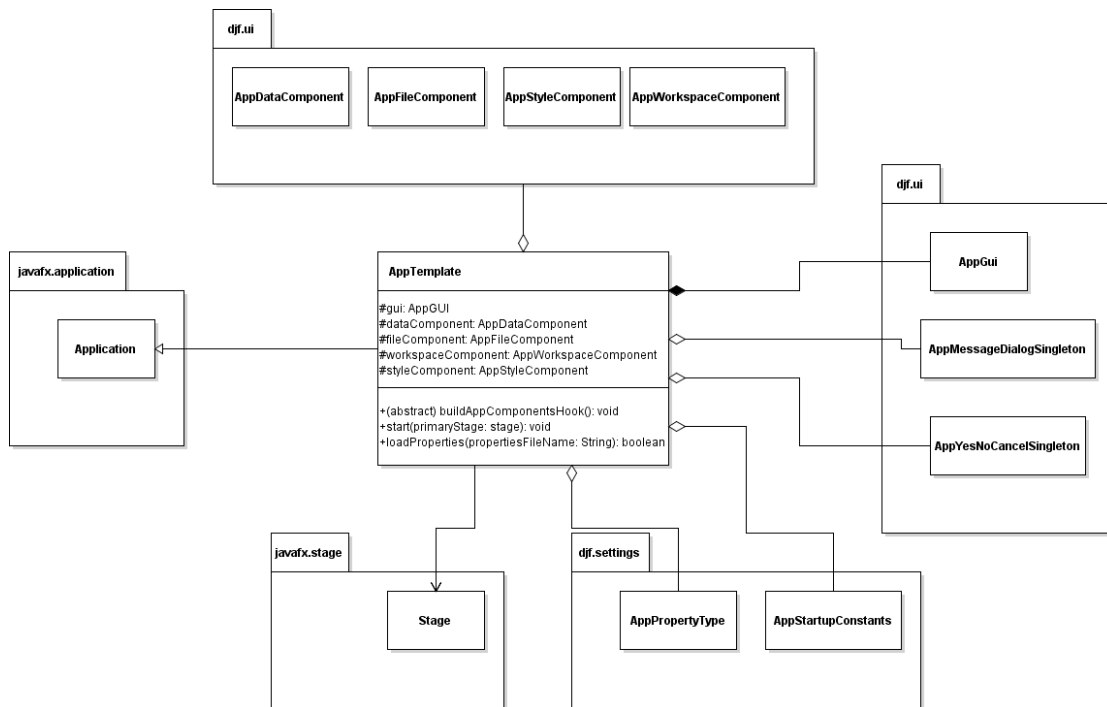 djf.ui
AppDataComponent
AppFileComponent
AppStyleComponent
AppWorkspaceComponent
djf.ui
AppGui
AppMessageDialogSingleton
AppYesNoCancelSingleton
javafx.application
Application
AppTemplate
#gui: AppGUI
#dataComponent: AppDataComponent
#fileComponent: AppFileComponent
#workspaceComponent: AppWorkspaceComponent
#styleComponent: AppStyleComponent
+(abstract) buildAppComponentsHook(): void
+start(primaryStage: stage): void
+loadProperties(propertiesFileName: String): boolean
javafx.stage
Stage
djf.settings
AppPropertyType
AppStartupConstants